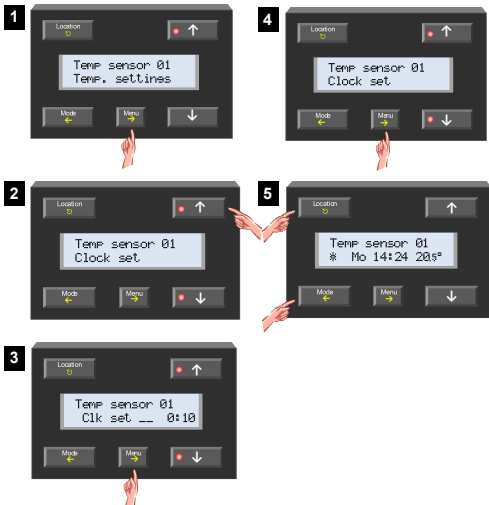 1
Location
↻
↑
Temp sensor 01
Temp. settings
Mode
←
Menu
→
↓
2
Location
↻
↑
Temp sensor 01
Clock set
Mode
←
Menu
→
↓
3
Location
↻
↑
Temp sensor 01
Clk set __ 0:10
Mode
←
Menu
→
↓
4
Location
↻
↑
Temp sensor 01
Clock set
Mode
←
Menu
→
↓
5
Location
↻
↑
Temp sensor 01
☀ Mo 14:24 20.5°
Mode
←
Menu
→
↓